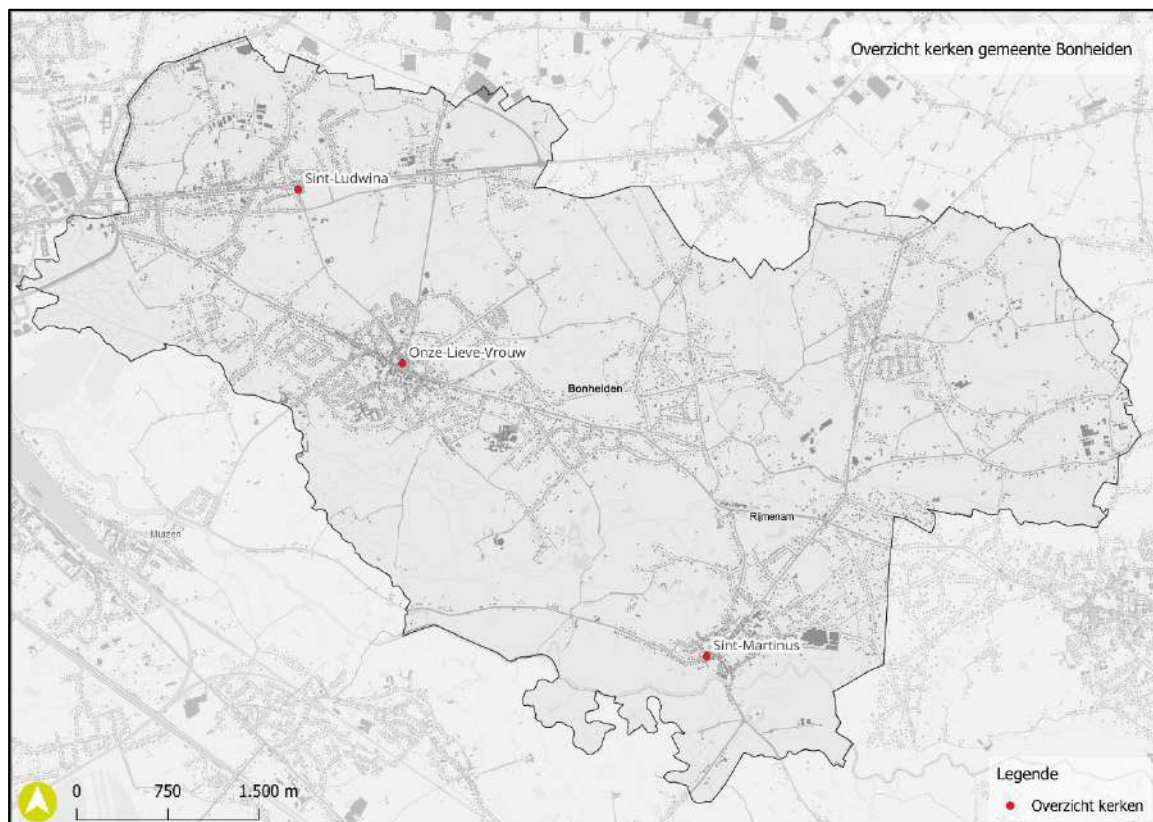 Overzicht kerken gemeente Bonheiden
Sint-Ludwina
Onze-Lieve-Vrouw
Bonheiden
Rijmenam
Muizen
Sint-Martinus
0 750 1.500 m
Legende
Overzicht kerken